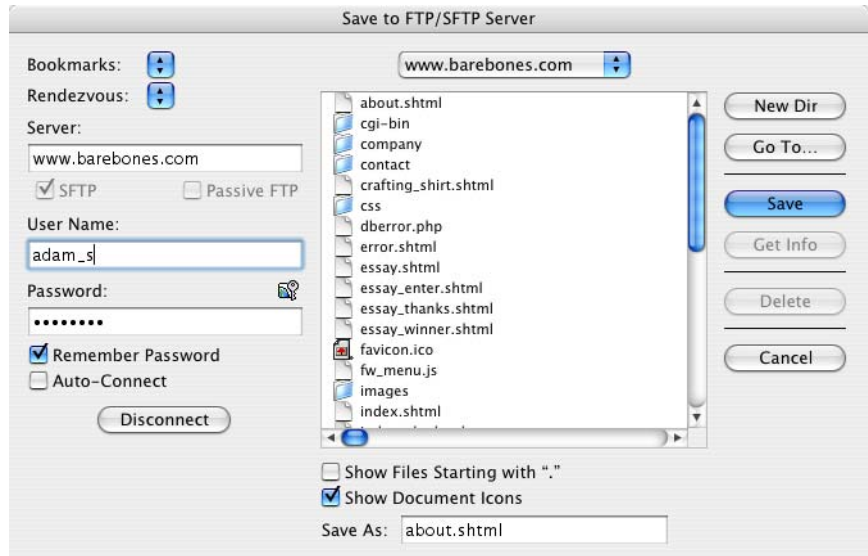 Save to FTP/SFTP Server
Bookmarks:
Rendezvous:
Server:
www.barebones.com
SFTP
Passive FTP
User Name:
adam_s
Password:
••••••••
Remember Password
Auto-Connect
Disconnect
www.barebones.com
about.shtml
cgi-bin
company
contact
crafting_shirt.shtml
css
dberror.php
error.shtml
essay.shtml
essay_enter.shtml
essay_thanks.shtml
essay_winner.shtml
favicon.ico
fw_menu.js
images
index.shtml
Show Files Starting with “.”
Show Document Icons
Save As: about.shtml
New Dir
Go To...
Save
Get Info
Delete
Cancel